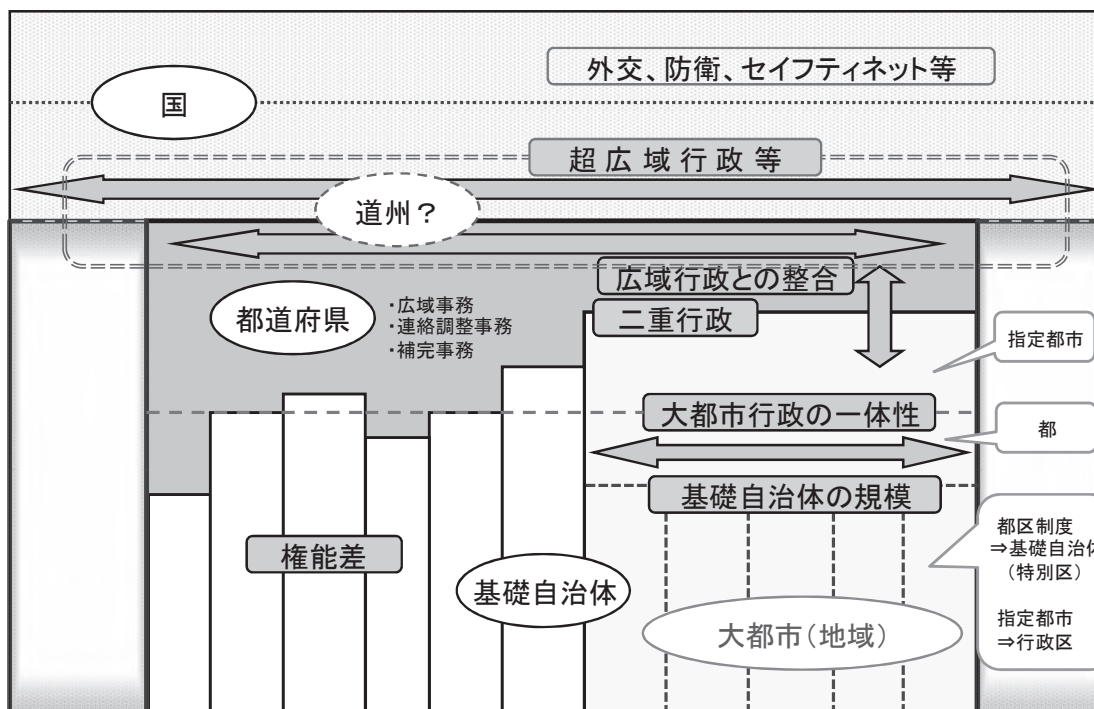 外交、防衛、セイフティネット等
国
超広域行政等
道州？
広域行政との整合
都道府県
・広域事務
・連絡調整事務
・補完事務
二重行政
指定都市
大都市行政の一体性
都
基礎自治体の規模
権能差
基礎自治体
大都市（地域）
都区制度
⇒基礎自治体
（特別区）
指定都市
⇒行政区